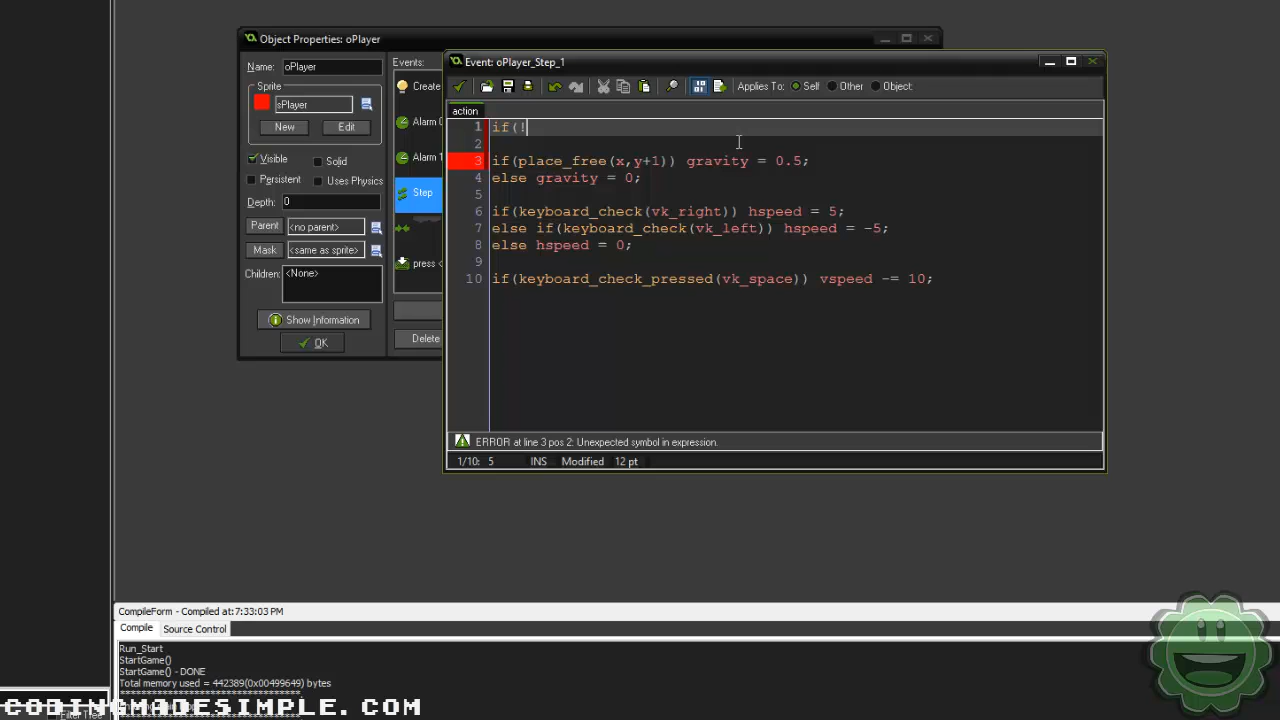 Object Properties: oPlayer
Name: oPlayer
Sprite
sPlayer
New Edit
Visible Solid
Persistent Uses Physics
Depth: 0
Parent <no parent>
Mask <same as sprite>
Children: <None>
Show Information
OK
Events:
Create
Alarm 0
Alarm 1
Step
press <
Delete
Event: oPlayer_Step_1
Applies To: Self Other Object:
action
1 if(!
2
3 if(place_free(x,y+1)) gravity = 0.5;
4 else gravity = 0;
5
6 if(keyboard_check(vk_right)) hspeed = 5;
7 else if(keyboard_check(vk_left)) hspeed = -5;
8 else hspeed = 0;
9
10 if(keyboard_check_pressed(vk_space)) vspeed -= 10;
ERROR at line 3 pos 2: Unexpected symbol in expression.
1/10: 5 INS Modified 12 pt
CompileForm - Compiled at:7:33:03 PM
Compile Source Control
Run_Start
StartGame()
StartGame() - DONE
Total memory used = 442389(0x00499649) bytes
***********************************
Filter Tree
CODINGMADESIMPLE.COM